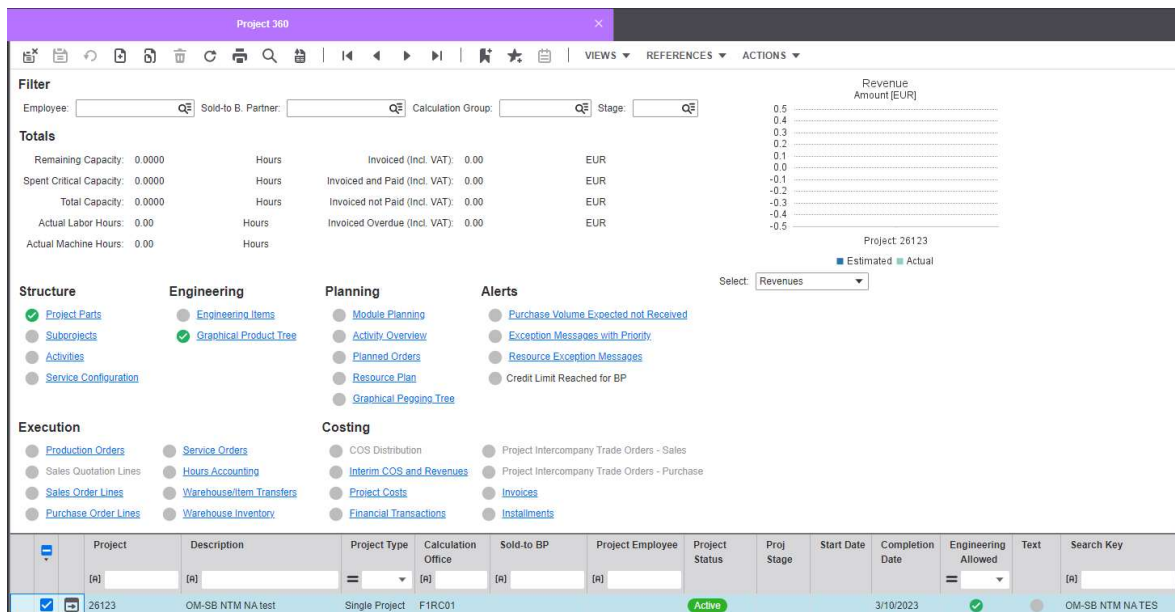 Project 360
VIEWS REFERENCES ACTIONS
Filter
Employee: Sold-to B. Partner: Calculation Group: Stage:
Totals
Remaining Capacity: 0.0000 Hours Invoiced (Incl. VAT): 0.00 EUR
Spent Critical Capacity: 0.0000 Hours Invoiced and Paid (Incl. VAT): 0.00 EUR
Total Capacity: 0.0000 Hours Invoiced not Paid (Incl. VAT): 0.00 EUR
Actual Labor Hours: 0.00 Hours Invoiced Overdue (Incl. VAT): 0.00 EUR
Actual Machine Hours: 0.00 Hours
Revenue
Amount [EUR]
0.5
0.4
0.3
0.2
0.1
0.0
-0.1
-0.2
-0.3
-0.4
-0.5
Project: 26123
Estimated Actual
Select: Revenues
Structure Engineering Planning Alerts
Project Parts Engineering Items Module Planning Purchase Volume Expected not Received
Subprojects Graphical Product Tree Activity Overview Exception Messages with Priority
Activities Planned Orders Resource Exception Messages
Service Configuration Resource Plan Credit Limit Reached for BP
Graphical Pegging Tree
Execution Costing
Production Orders Service Orders COS Distribution Project Intercompany Trade Orders - Sales
Sales Quotation Lines Hours Accounting Interim COS and Revenues Project Intercompany Trade Orders - Purchase
Sales Order Lines Warehouse/Item Transfers Project Costs Invoices
Purchase Order Lines Warehouse Inventory Financial Transactions Installments
Project Description Project Type Calculation Sold-to BP Project Employee Project Proj Start Date Completion Engineering Text Search Key
Office Status Stage Date Allowed
[A] [A] = [A] [A] [A] = [A]
26123 OM-SB NTM NA test Single Project F1RC01 Active 3/10/2023 OM-SB NTM NA TES